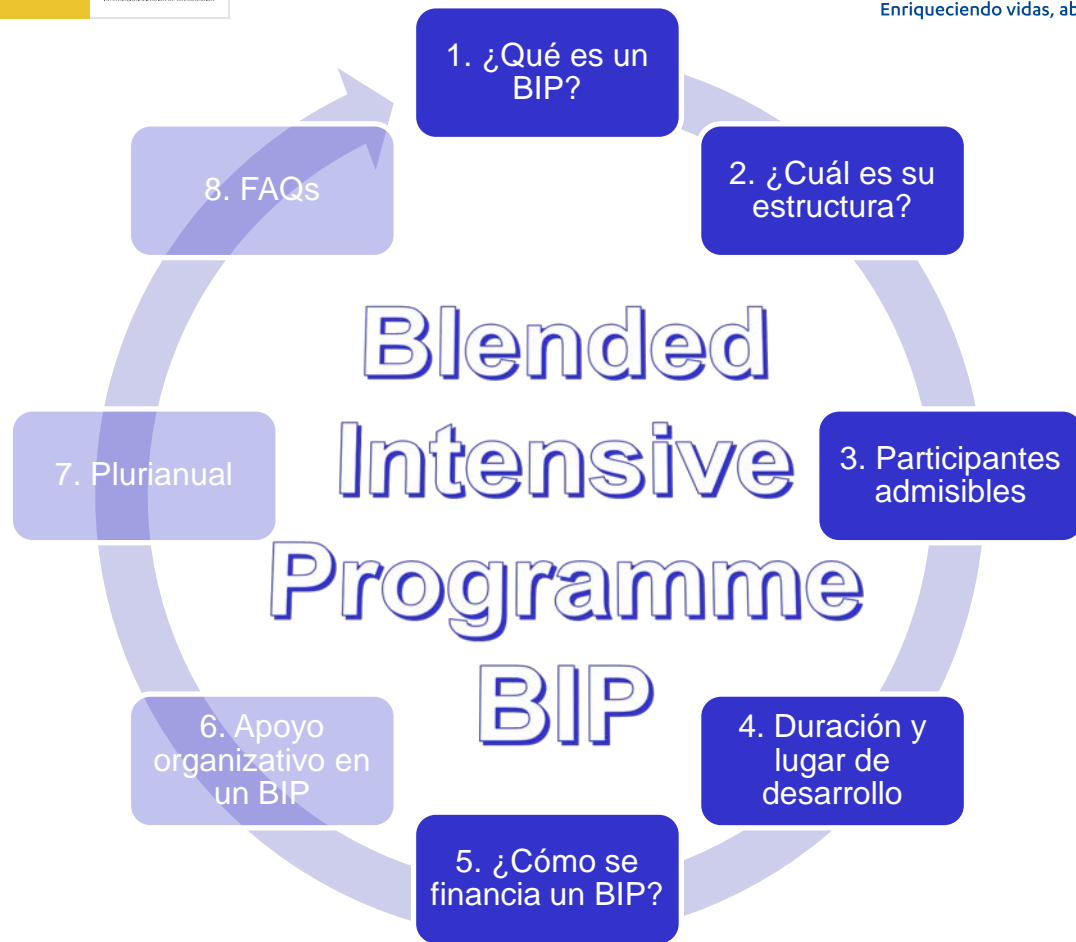 Enriqueciendo vidas, ab
1. ¿Qué es un
BIP?
2. ¿Cuál es su
estructura?
3. Participantes
admisibles
4. Duración y
lugar de
desarrollo
5. ¿Cómo se
financia un BIP?
6. Apoyo
organizativo en
un BIP
7. Plurianual
8. FAQs
Blended
Intensive
Programme
BIP